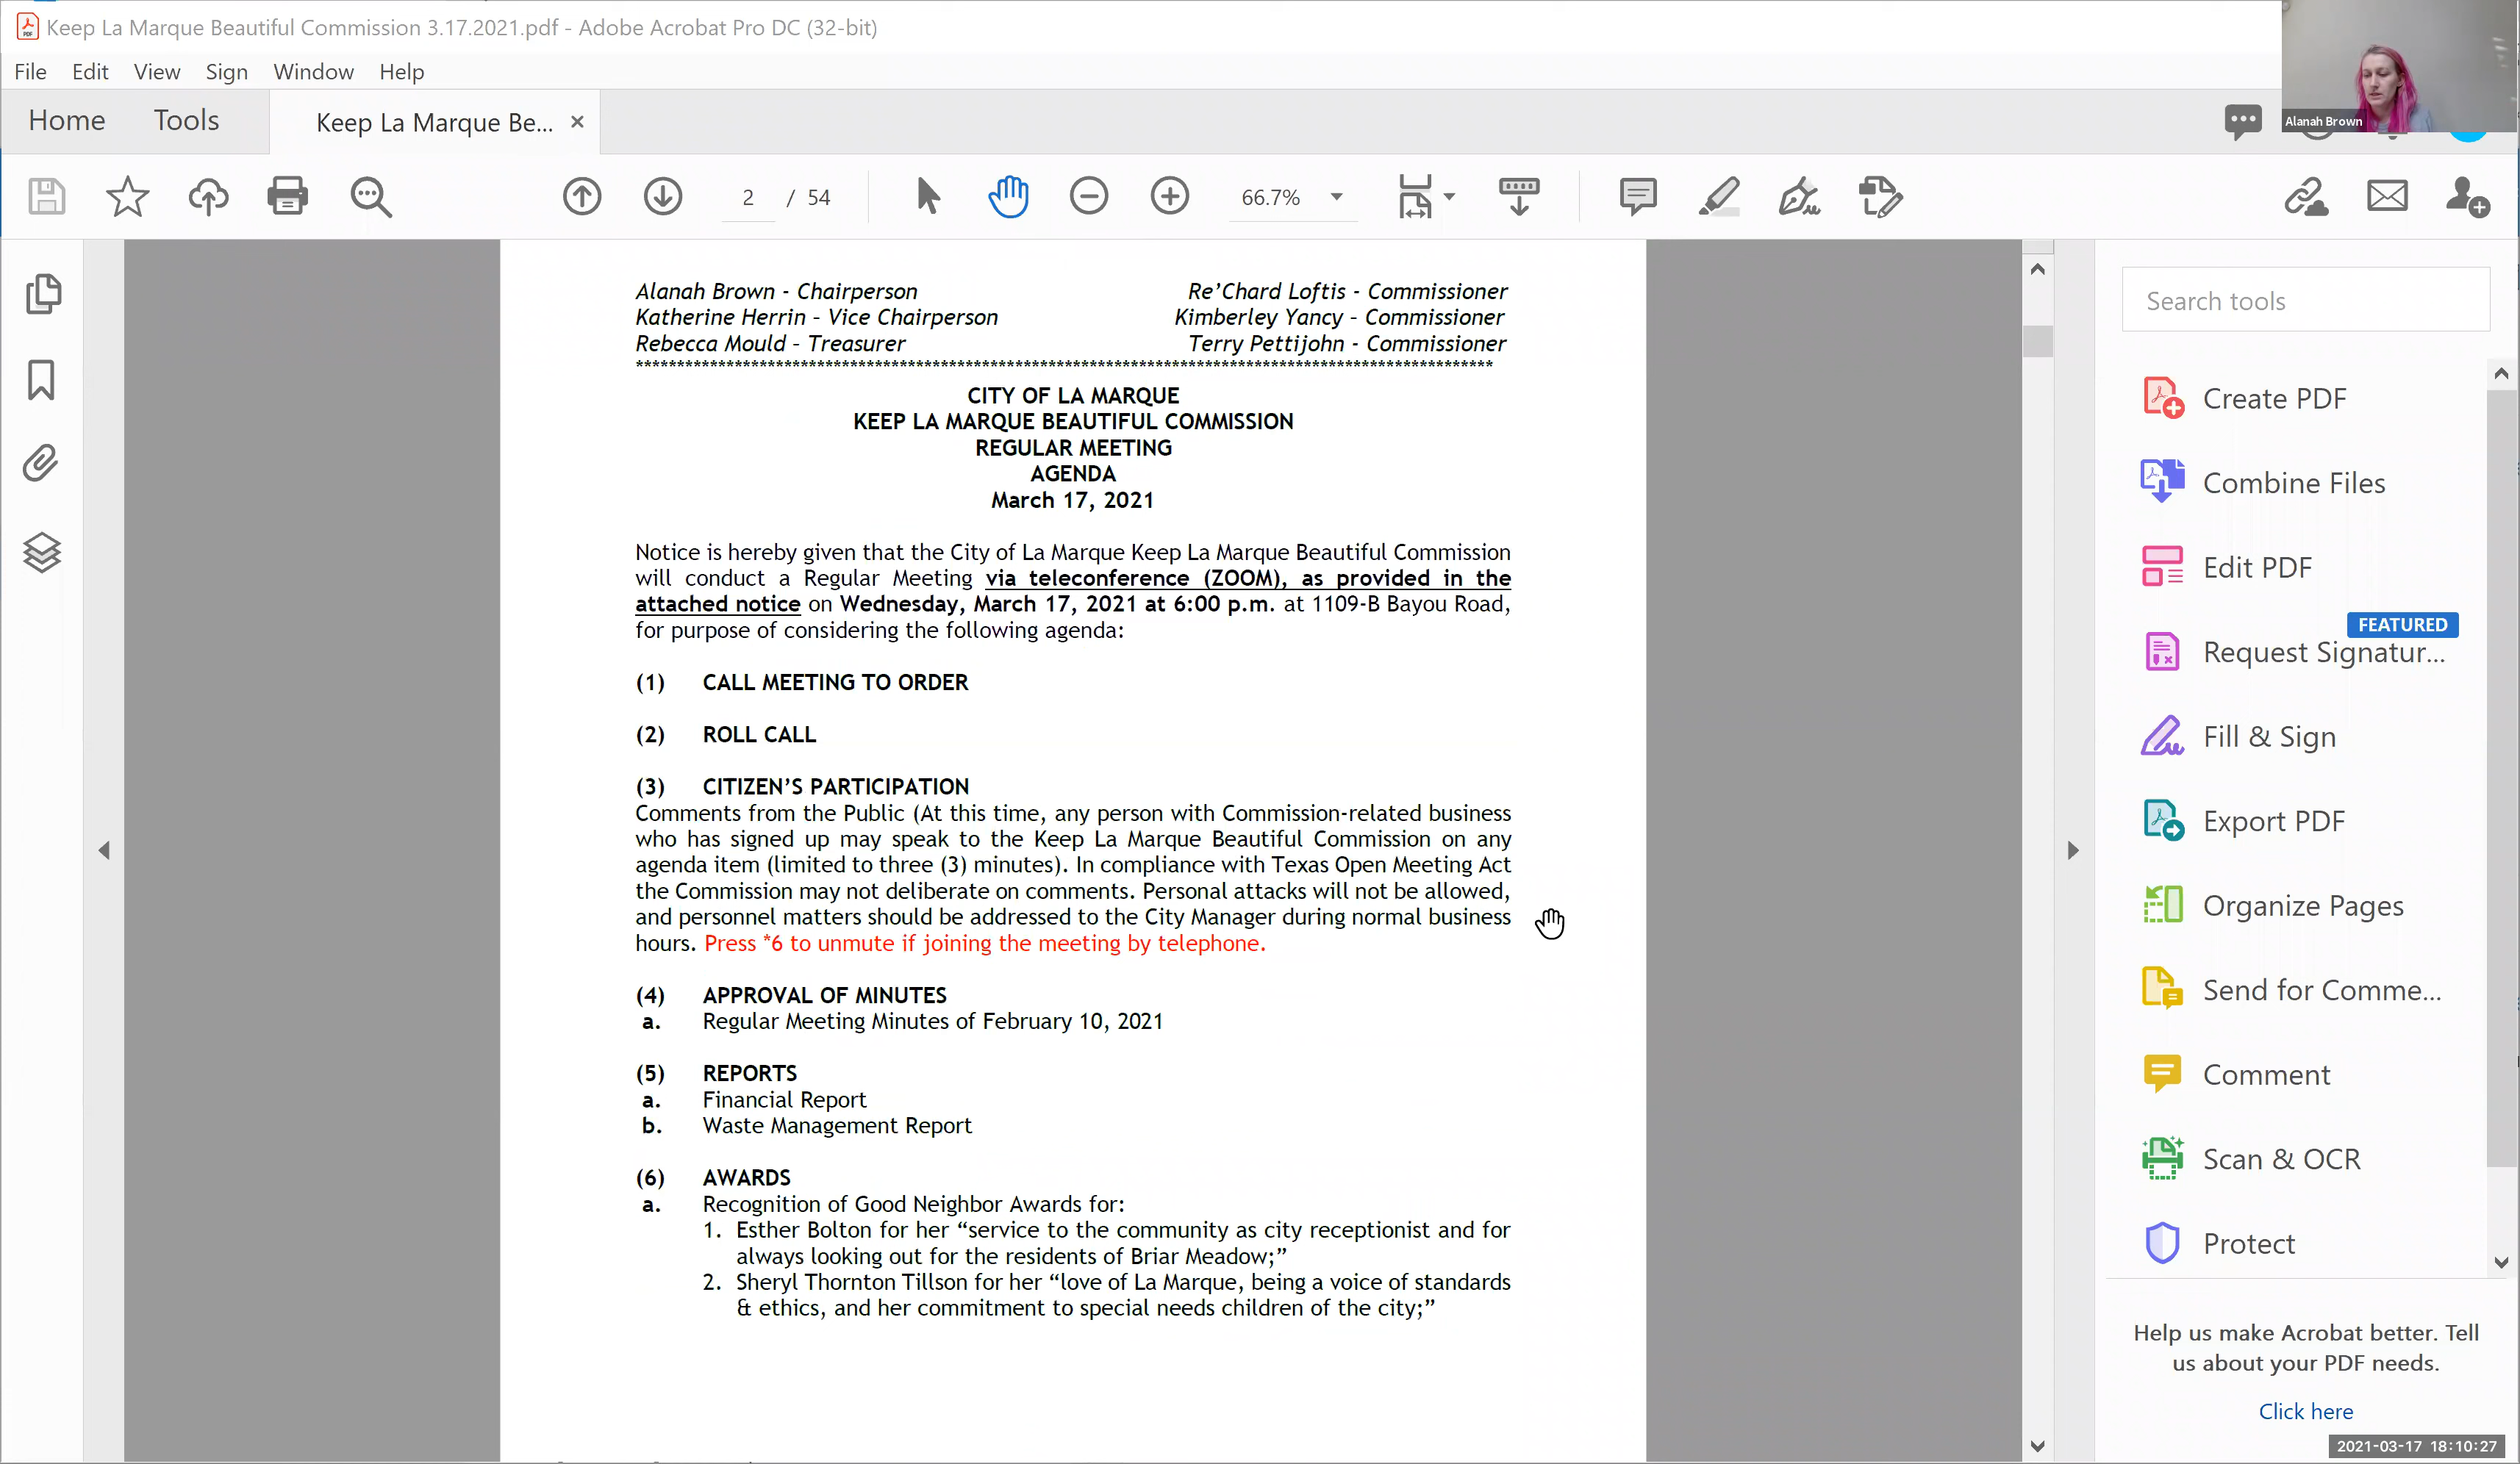 Keep La Marque Beautiful Commission 3.17.2021.pdf - Adobe Acrobat Pro DC (32-bit)
File Edit View Sign Window Help
Home Tools Keep La Marque Be... ×
Alanah Brown
2 / 54 66.7%
Alanah Brown - Chairperson Re’Chard Loftis - Commissioner
Katherine Herrin – Vice Chairperson Kimberley Yancy – Commissioner
Rebecca Mould – Treasurer Terry Pettijohn - Commissioner
CITY OF LA MARQUE
KEEP LA MARQUE BEAUTIFUL COMMISSION
REGULAR MEETING
AGENDA
March 17, 2021
Notice is hereby given that the City of La Marque Keep La Marque Beautiful Commission
will conduct a Regular Meeting via teleconference (ZOOM), as provided in the
attached notice on Wednesday, March 17, 2021 at 6:00 p.m. at 1109-B Bayou Road,
for purpose of considering the following agenda:
(1) CALL MEETING TO ORDER
(2) ROLL CALL
(3) CITIZEN’S PARTICIPATION
Comments from the Public (At this time, any person with Commission-related business
who has signed up may speak to the Keep La Marque Beautiful Commission on any
agenda item (limited to three (3) minutes). In compliance with Texas Open Meeting Act
the Commission may not deliberate on comments. Personal attacks will not be allowed,
and personnel matters should be addressed to the City Manager during normal business
hours. Press *6 to unmute if joining the meeting by telephone.
(4) APPROVAL OF MINUTES
a. Regular Meeting Minutes of February 10, 2021
(5) REPORTS
a. Financial Report
b. Waste Management Report
(6) AWARDS
a. Recognition of Good Neighbor Awards for:
1. Esther Bolton for her “service to the community as city receptionist and for
always looking out for the residents of Briar Meadow;”
2. Sheryl Thornton Tillson for her “love of La Marque, being a voice of standards
& ethics, and her commitment to special needs children of the city;”
Search tools
Create PDF
Combine Files
Edit PDF
FEATURED
Request Signatur...
Fill & Sign
Export PDF
Organize Pages
Send for Comme...
Comment
Scan & OCR
Protect
Help us make Acrobat better. Tell
us about your PDF needs.
Click here
2021-03-17 18:10:27